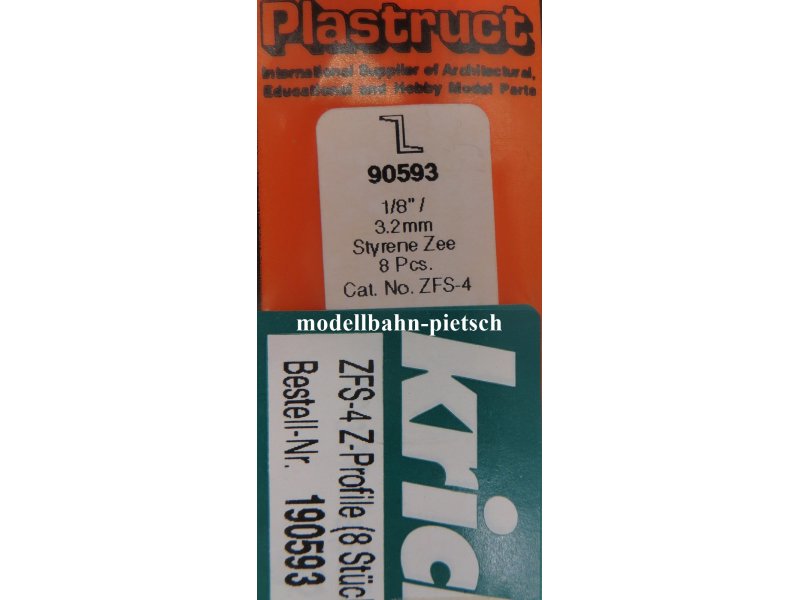 Plastruct
International Supplier of Architectural,
Educational and Hobby Model Parts
90593
1/8" /
3.2mm
Styrene Zee
8 Pcs.
Cat. No. ZFS-4
modellbahn-pietsch
ZFS-4 Z-Profile (8 Stüc
Bestell-Nr. 190593